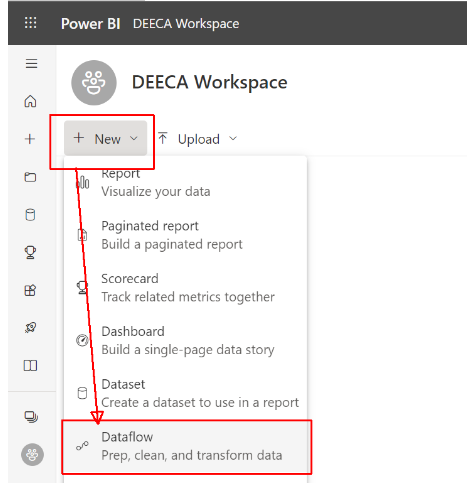 Power BI DEECA Workspace
DEECA Workspace
New
Upload
Report
Visualize your data
Paginated report
Build a paginated report
Scorecard
Track related metrics together
Dashboard
Build a single-page data story
Dataset
Create a dataset to use in a report
Dataflow
Prep, clean, and transform data